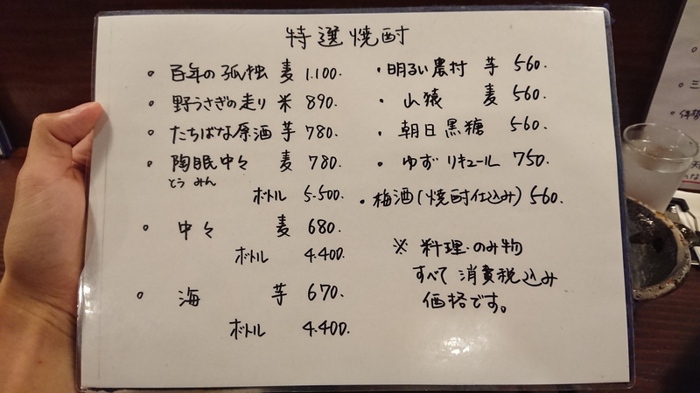 特選焼酎
・百年の孤独 麦 1.100.
・野うさぎの走り 米 890.
・たちばな原酒 芋 780.
・陶眠中々 麦 780.
とう みん
ボトル 5.500.
・中々 麦 680.
ボトル 4.400.
・海 芋 670.
ボトル 4.400.
・明るい農村 芋 560.
・山猿 麦 560.
・朝日 黒糖 560.
・ゆず リキュール 750.
・梅酒(焼酎仕込み) 560.
※ 料理・のみ物
すべて 消費税込み
価格です。